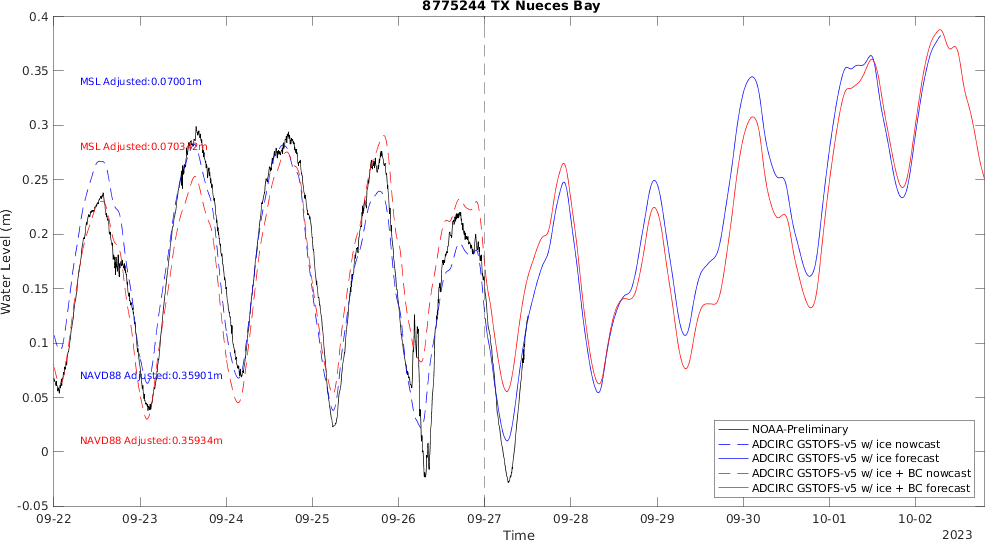 8775244 TX Nueces Bay
0.4
0.35
0.3
0.25
0.2
0.15
0.1
0.05
0
-0.05
Water Level (m)
MSL Adjusted:0.07001m
MSL Adjusted:0.070342m
NAVD88 Adjusted:0.35901m
NAVD88 Adjusted:0.35934m
NOAA-Preliminary
ADCIRC GSTOFS-v5 w/ ice nowcast
ADCIRC GSTOFS-v5 w/ ice forecast
ADCIRC GSTOFS-v5 w/ ice + BC nowcast
ADCIRC GSTOFS-v5 w/ ice + BC forecast
09-22 09-23 09-24 09-25 09-26 09-27 09-28 09-29 09-30 10-01 10-02
Time
2023